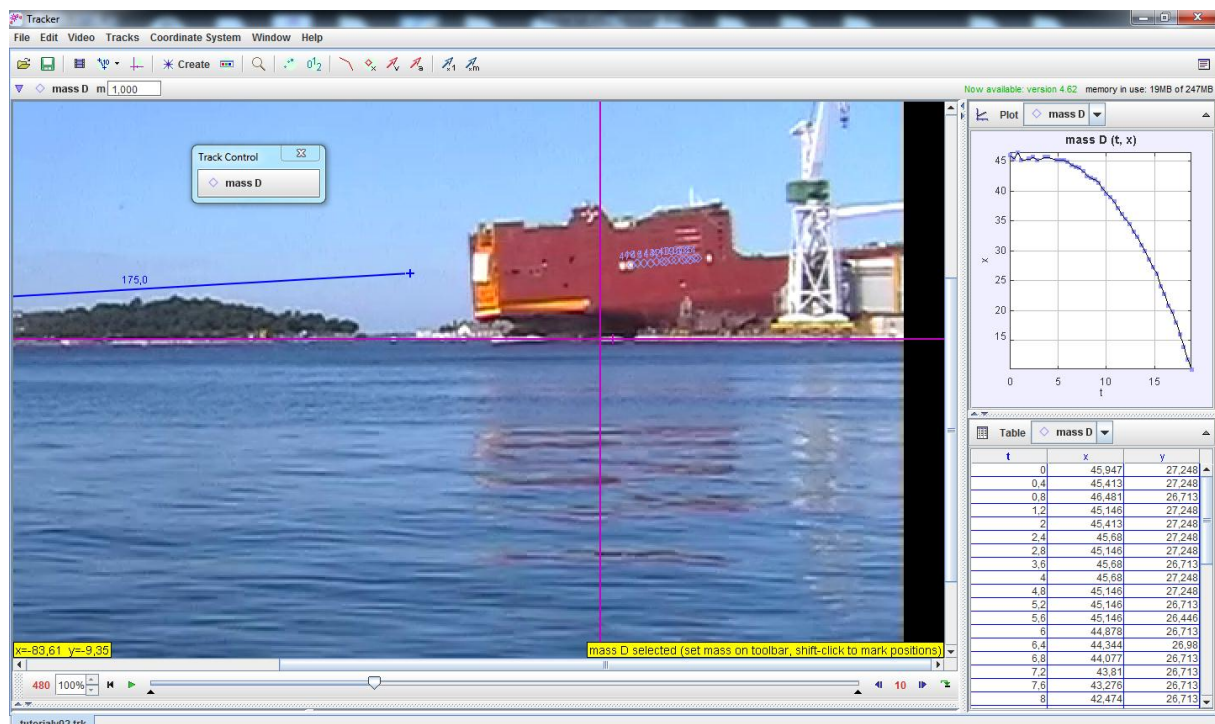 Tracker
File Edit Video Tracks Coordinate System Window Help
Create
mass D m 1,000
Now available: version 4.62 memory in use: 19MB of 247MB
Track Control
mass D
175,0
Plot mass D
mass D (t, x)
45
40
35
30
25
20
15
x
0 5 10 15
t
Table mass D
t x y
0 45,947 27,248
0,4 45,413 27,248
0,8 46,481 26,713
1,2 45,146 27,248
2 45,413 27,248
2,4 45,68 27,248
2,8 45,146 27,248
3,6 45,68 26,713
4 45,68 27,248
4,8 45,146 27,248
5,2 45,146 26,713
5,6 45,146 26,446
6 44,878 26,713
6,4 44,344 26,98
6,8 44,077 26,713
7,2 43,81 26,713
7,6 43,276 26,713
8 42,474 26,713
x=-83,61 y=-9,35
mass D selected (set mass on toolbar, shift-click to mark positions)
480 100% 10